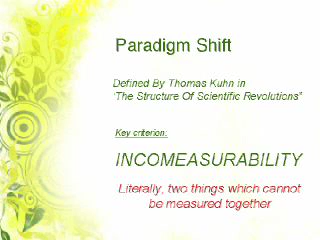 Paradigm Shift
Defined By Thomas Kuhn in
'The Structure Of Scientific Revolutions"
Key criterion:
INCOMEASURABILITY
Literally, two things which cannot
be measured together